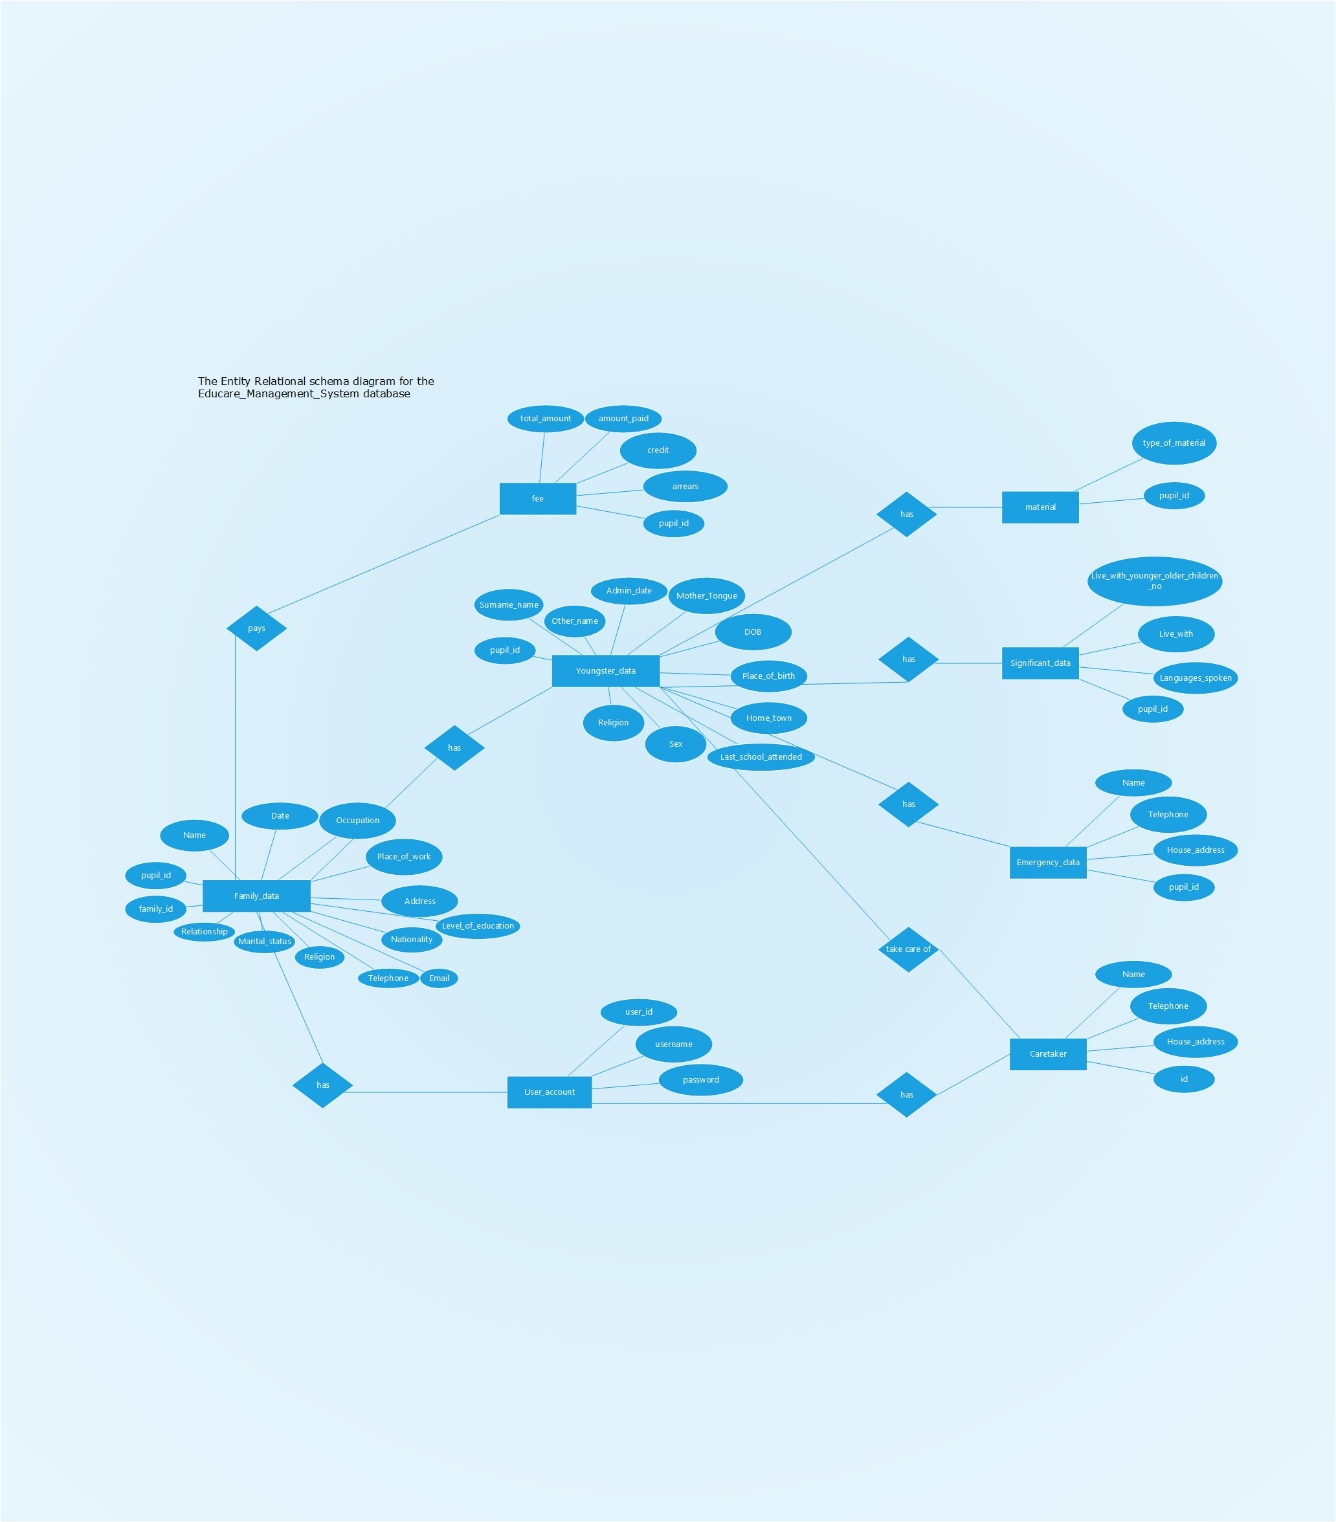 The Entity Relational schema diagram for the
Educare_Management_System database
total_amount
amount_paid
credit
arrears
fee
pupil_id
type_of_material
pupil_id
has
material
pays
Surname_name
Other_name
Admin_date
Mother_Tongue
DOB
pupil_id
Youngster_data
Place_of_birth
Home_town
Religion
Sex
Last_school_attended
has
Live_with_younger_older_children
_no
Live_with
Significant_data
Languages_spoken
pupil_id
has
has
Name
Telephone
House_address
Emergency_data
pupil_id
Name
Date
Occupation
Place_of_work
pupil_id
Family_data
family_id
Address
Relationship
Marital_status
Level_of_education
Nationality
Religion
Telephone
Email
take care of
Name
Telephone
House_address
Caretaker
id
user_id
username
password
has
User_account
has